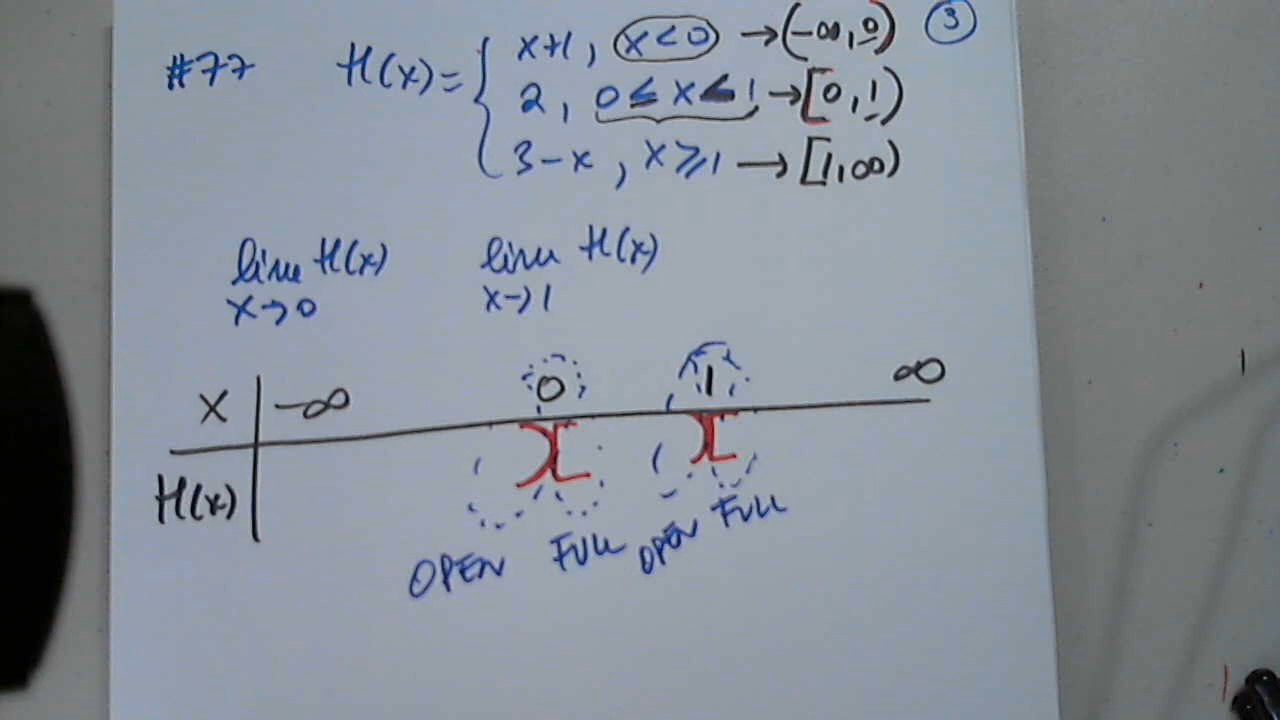 #77 H(x) = { x+1, x<0 → (-∞, 0) ③
2, 0 ≤ x < 1 → [0, 1)
3-x, x ≥ 1 → [1, ∞)
lim H(x) lim H(x)
x→0 x→1
x -∞ 0 1 ∞
H(x) ) [ ) [
OPEN FULL OPEN FULL